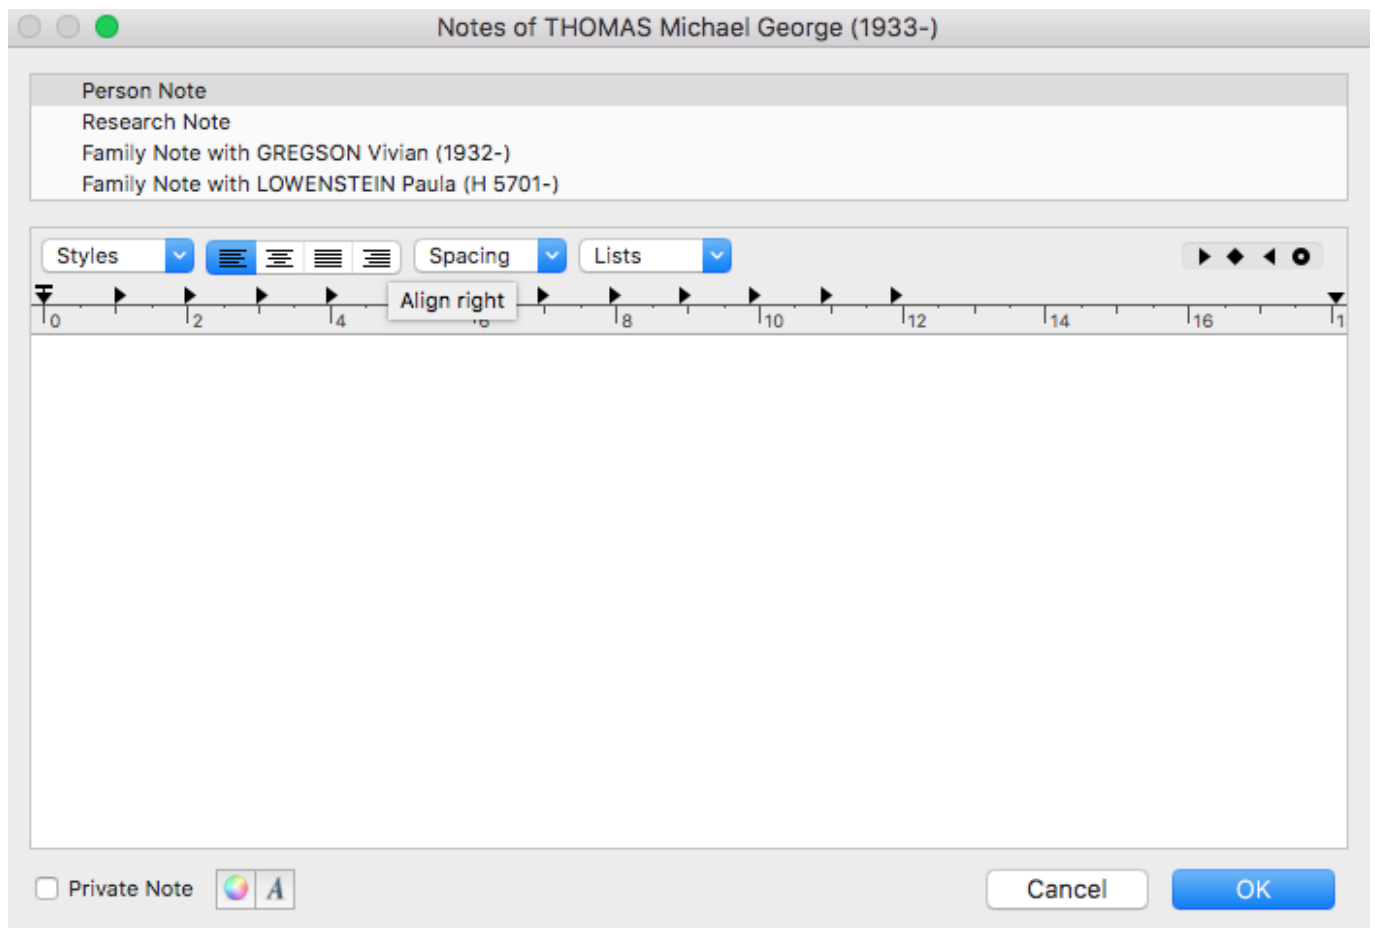 Notes of THOMAS Michael George (1933-)
Person Note
Research Note
Family Note with GREGSON Vivian (1932-)
Family Note with LOWENSTEIN Paula (H 5701-)
Styles Spacing Lists
Align right
0 2 4 6 8 10 12 14 16 1
Private Note A Cancel OK